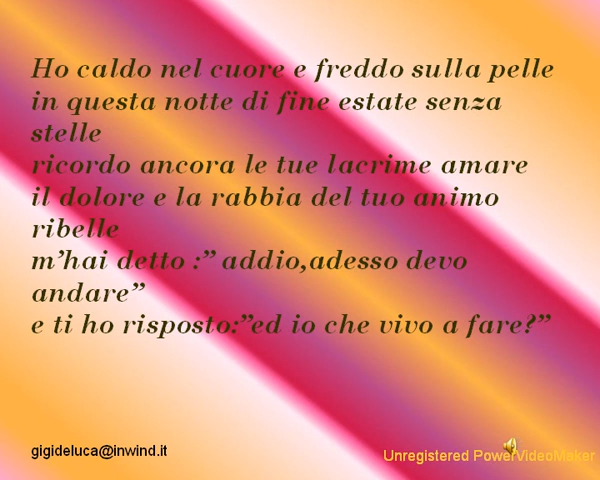 Ho caldo nel cuore e freddo sulla pelle
in questa notte di fine estate senza
stelle
ricordo ancora le tue lacrime amare
il dolore e la rabbia del tuo animo
ribelle
m’hai detto :” addio,adesso devo
andare”
e ti ho risposto:”ed io che vivo a fare?”
gigideluca@inwind.it
Unregistered PowerVideoMaker